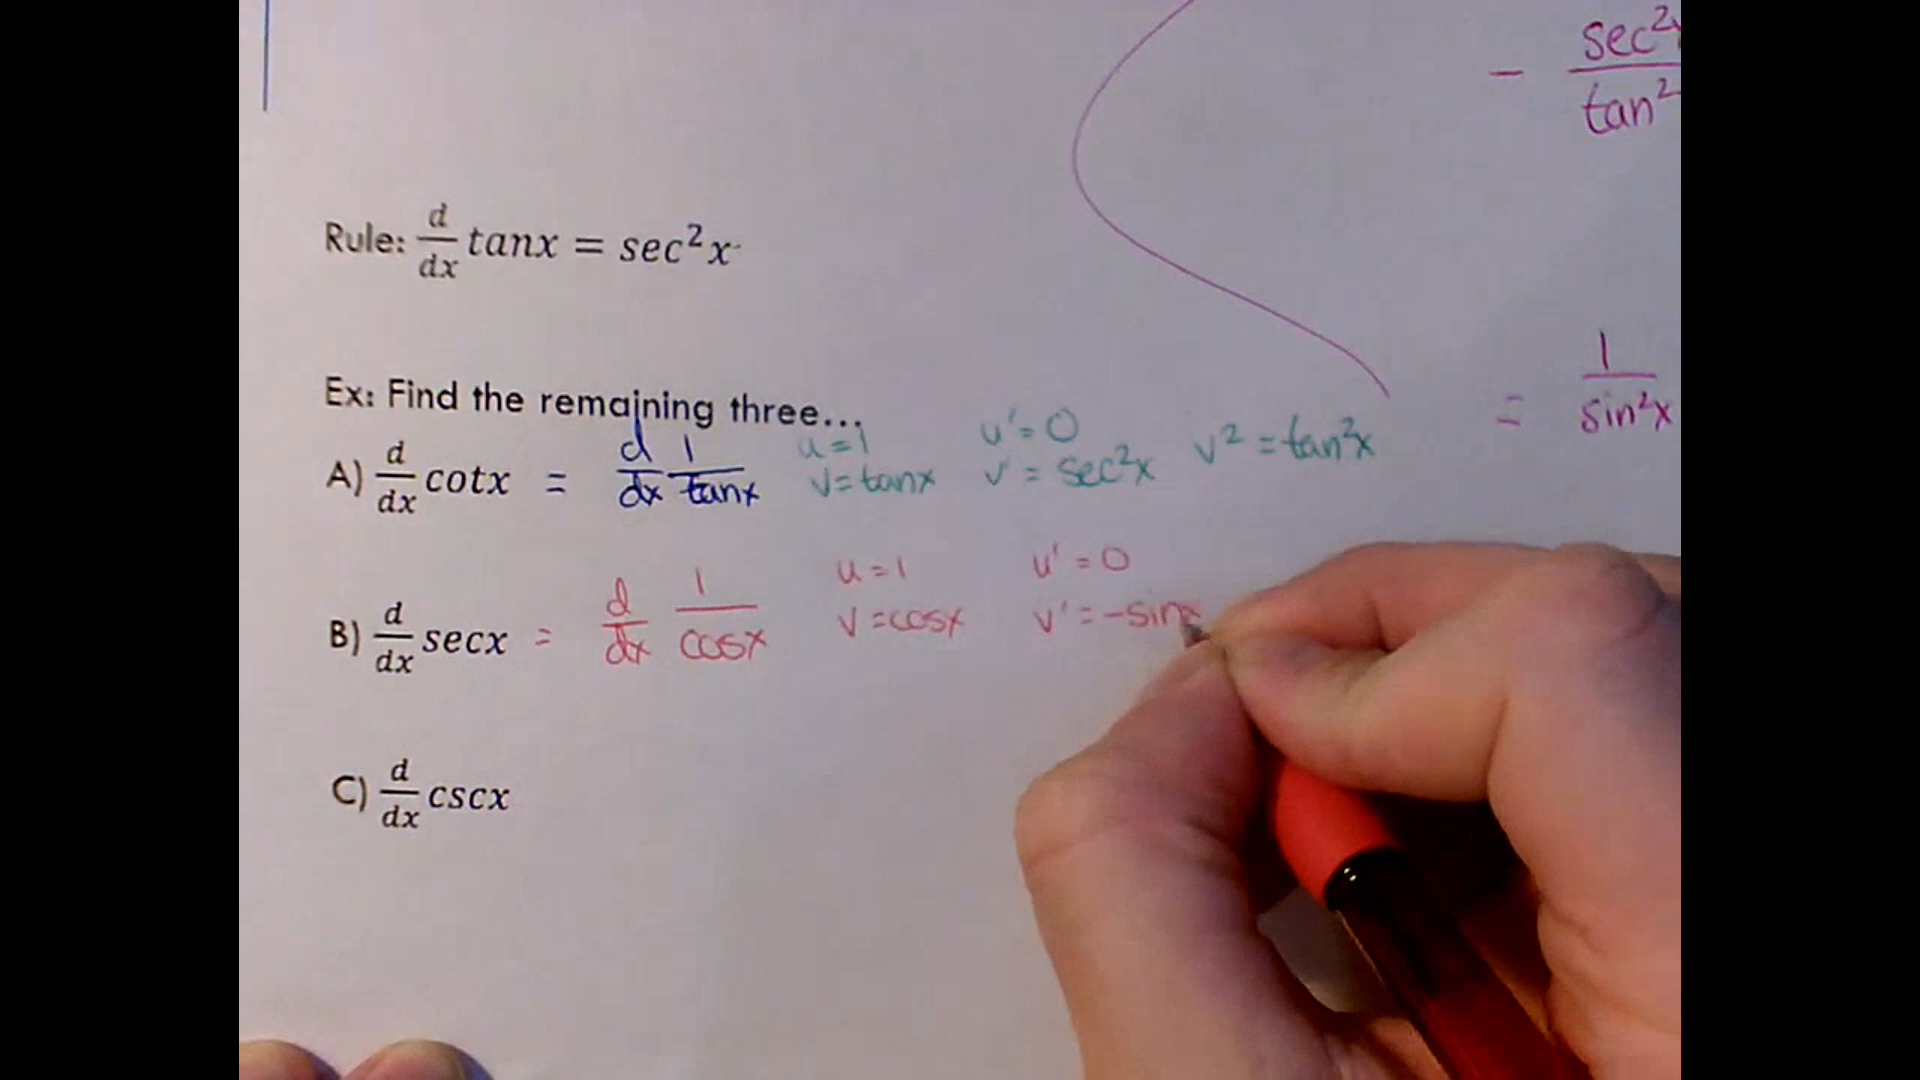 - sec²
tan²
Rule: d/dx tanx = sec²x
= 1/sin²x
Ex: Find the remaining three...
A) d/dx cotx = d/dx 1/tanx
u=1 u'=0
v=tanx v'=sec²x v²=tan²x
B) d/dx secx = d/dx 1/cosx
u=1 u'=0
v=cosx v'=-sinx
C) d/dx cscx